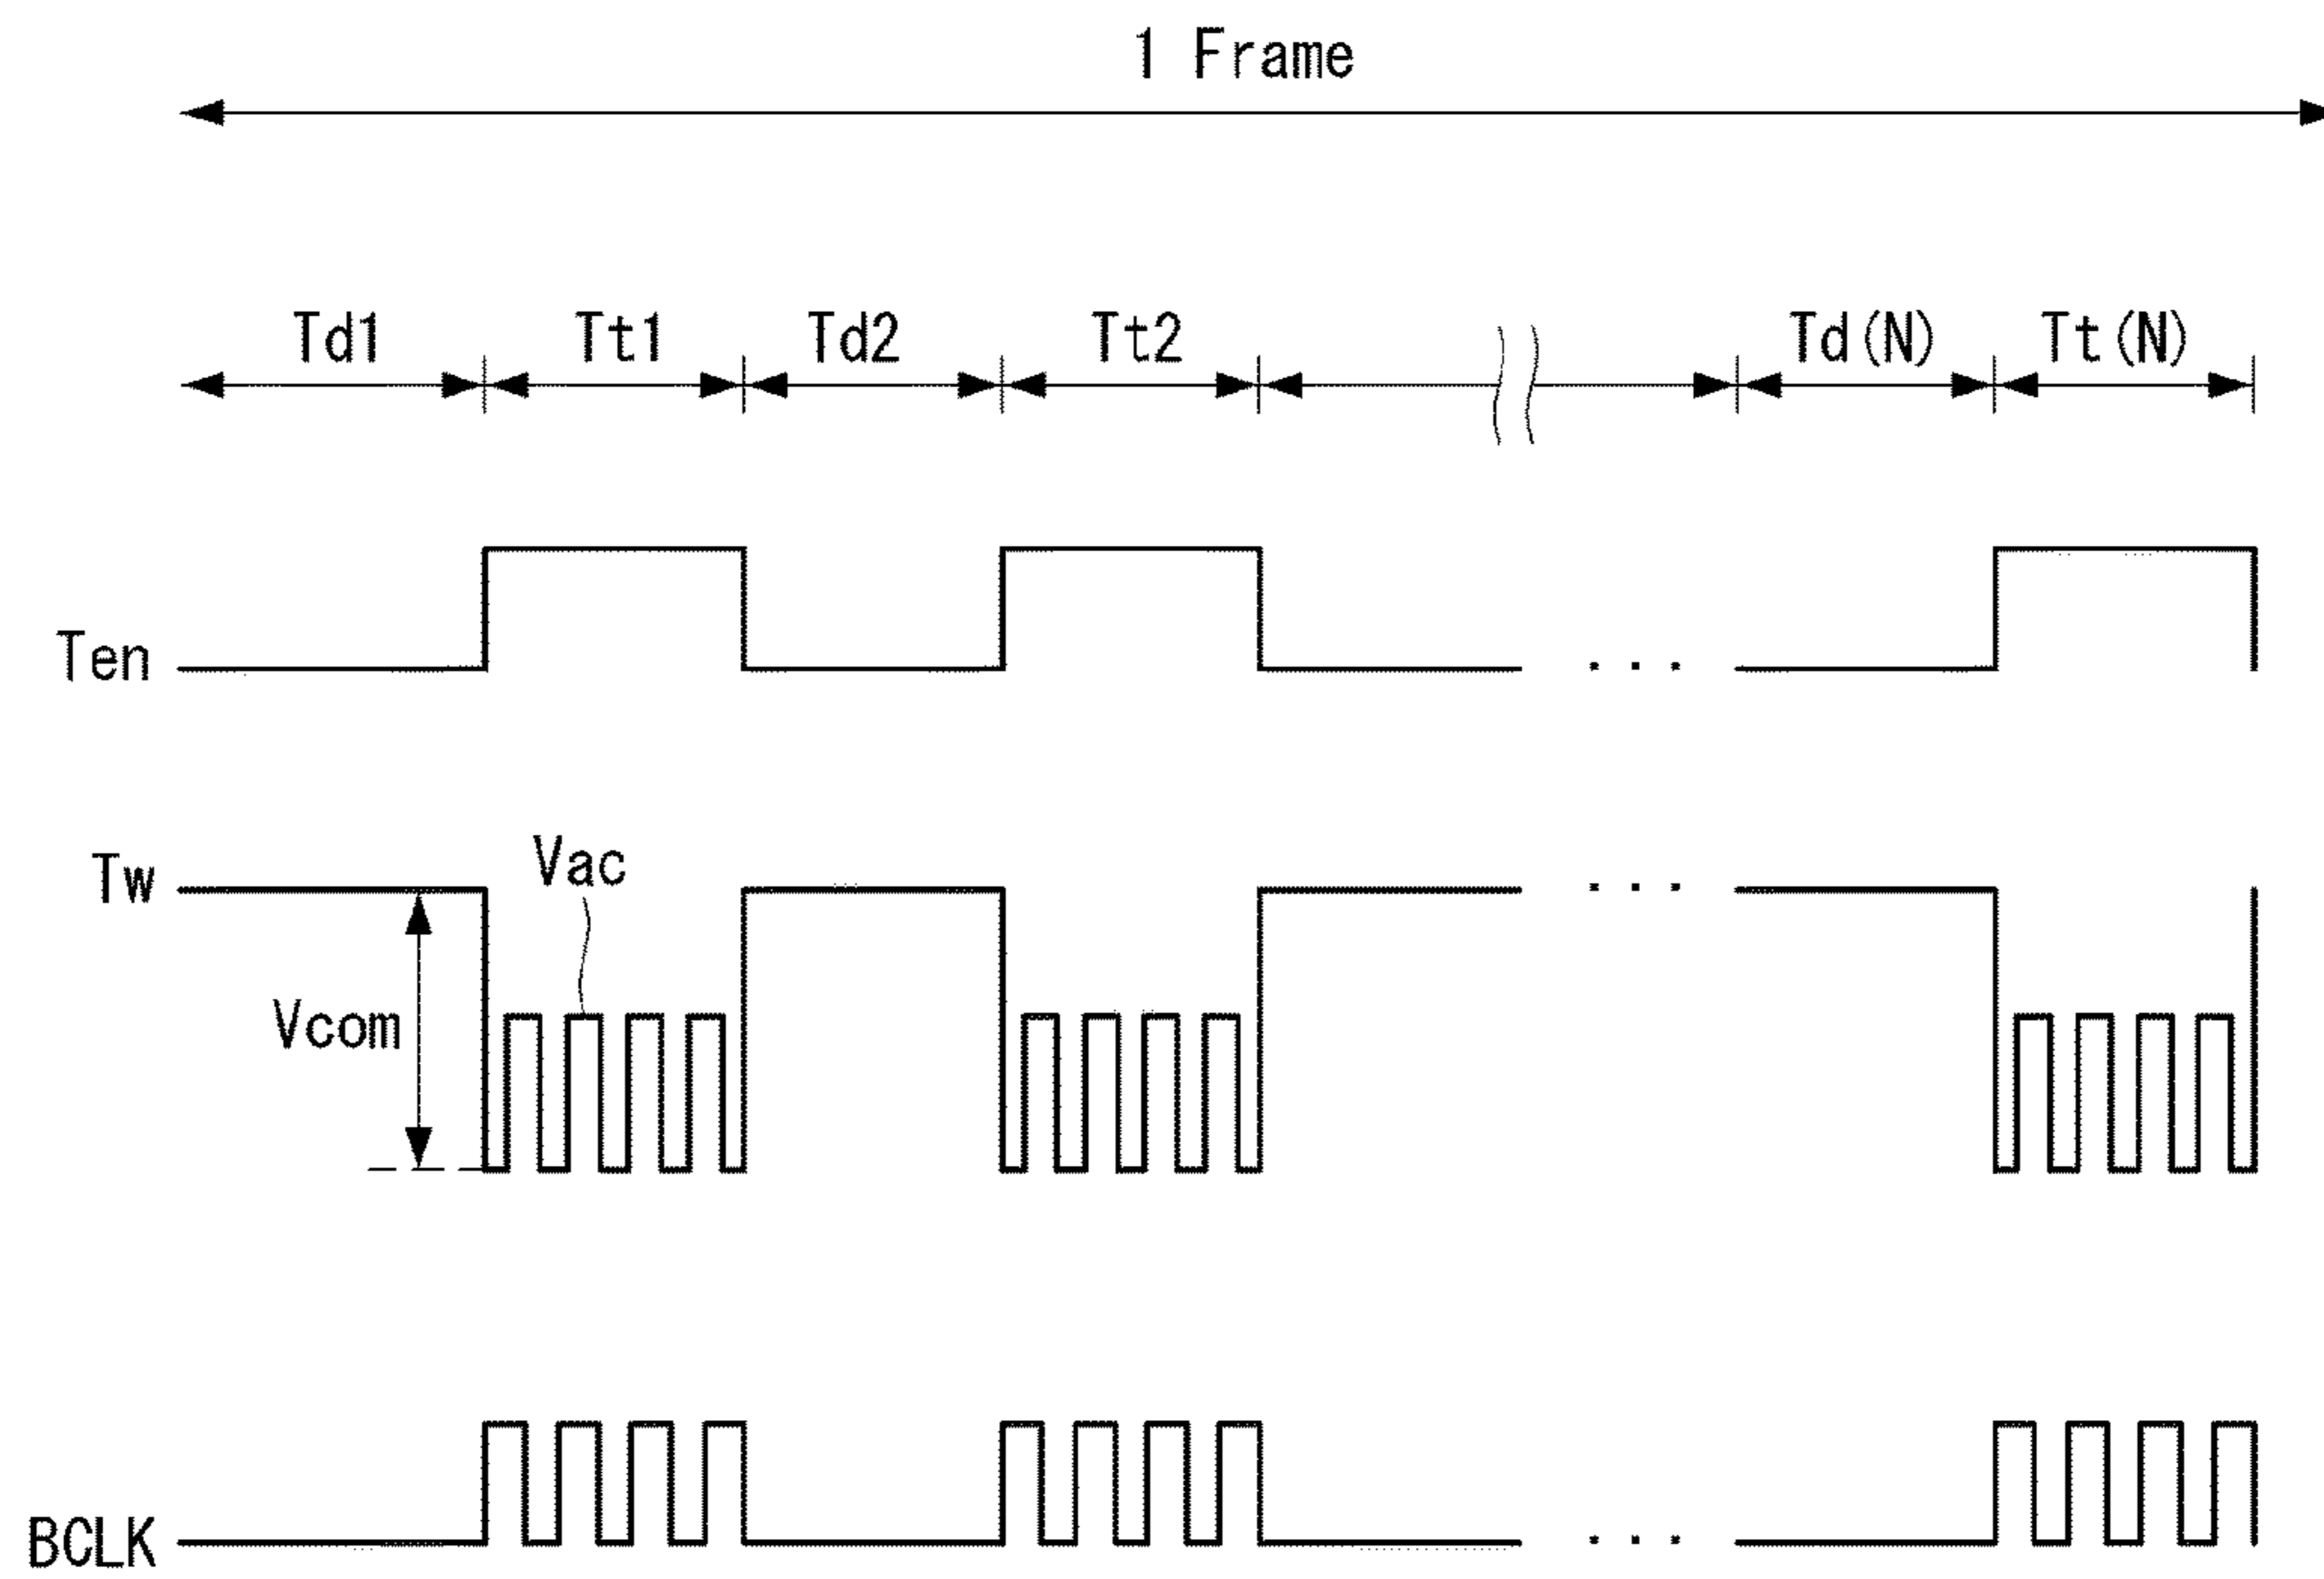 1 Frame
Td1 Tt1 Td2 Tt2 Td(N) Tt(N)
Ten
. . .
Tw
Vac
. . .
Vcom
BCLK
. . .